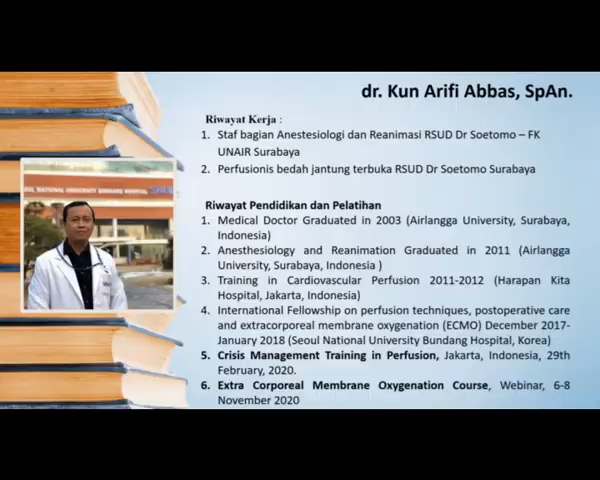 dr. Kun Arifi Abbas, SpAn.
Riwayat Kerja :
1. Staf bagian Anestesiologi dan Reanimasi RSUD Dr Soetomo – FK
UNAIR Surabaya
2. Perfusionis bedah jantung terbuka RSUD Dr Soetomo Surabaya
Riwayat Pendidikan dan Pelatihan
1. Medical Doctor Graduated in 2003 (Airlangga University, Surabaya,
Indonesia)
2. Anesthesiology and Reanimation Graduated in 2011 (Airlangga
University, Surabaya, Indonesia )
3. Training in Cardiovascular Perfusion 2011-2012 (Harapan Kita
Hospital, Jakarta, Indonesia)
4. International Fellowship on perfusion techniques, postoperative care
and extracorporeal membrane oxygenation (ECMO) December 2017-
January 2018 (Seoul National University Bundang Hospital, Korea)
5. Crisis Management Training in Perfusion, Jakarta, Indonesia, 29th
February, 2020.
6. Extra Corporeal Membrane Oxygenation Course, Webinar, 6-8
November 2020
NATIONAL UNIVERSITY BUNDANG HOSPITAL